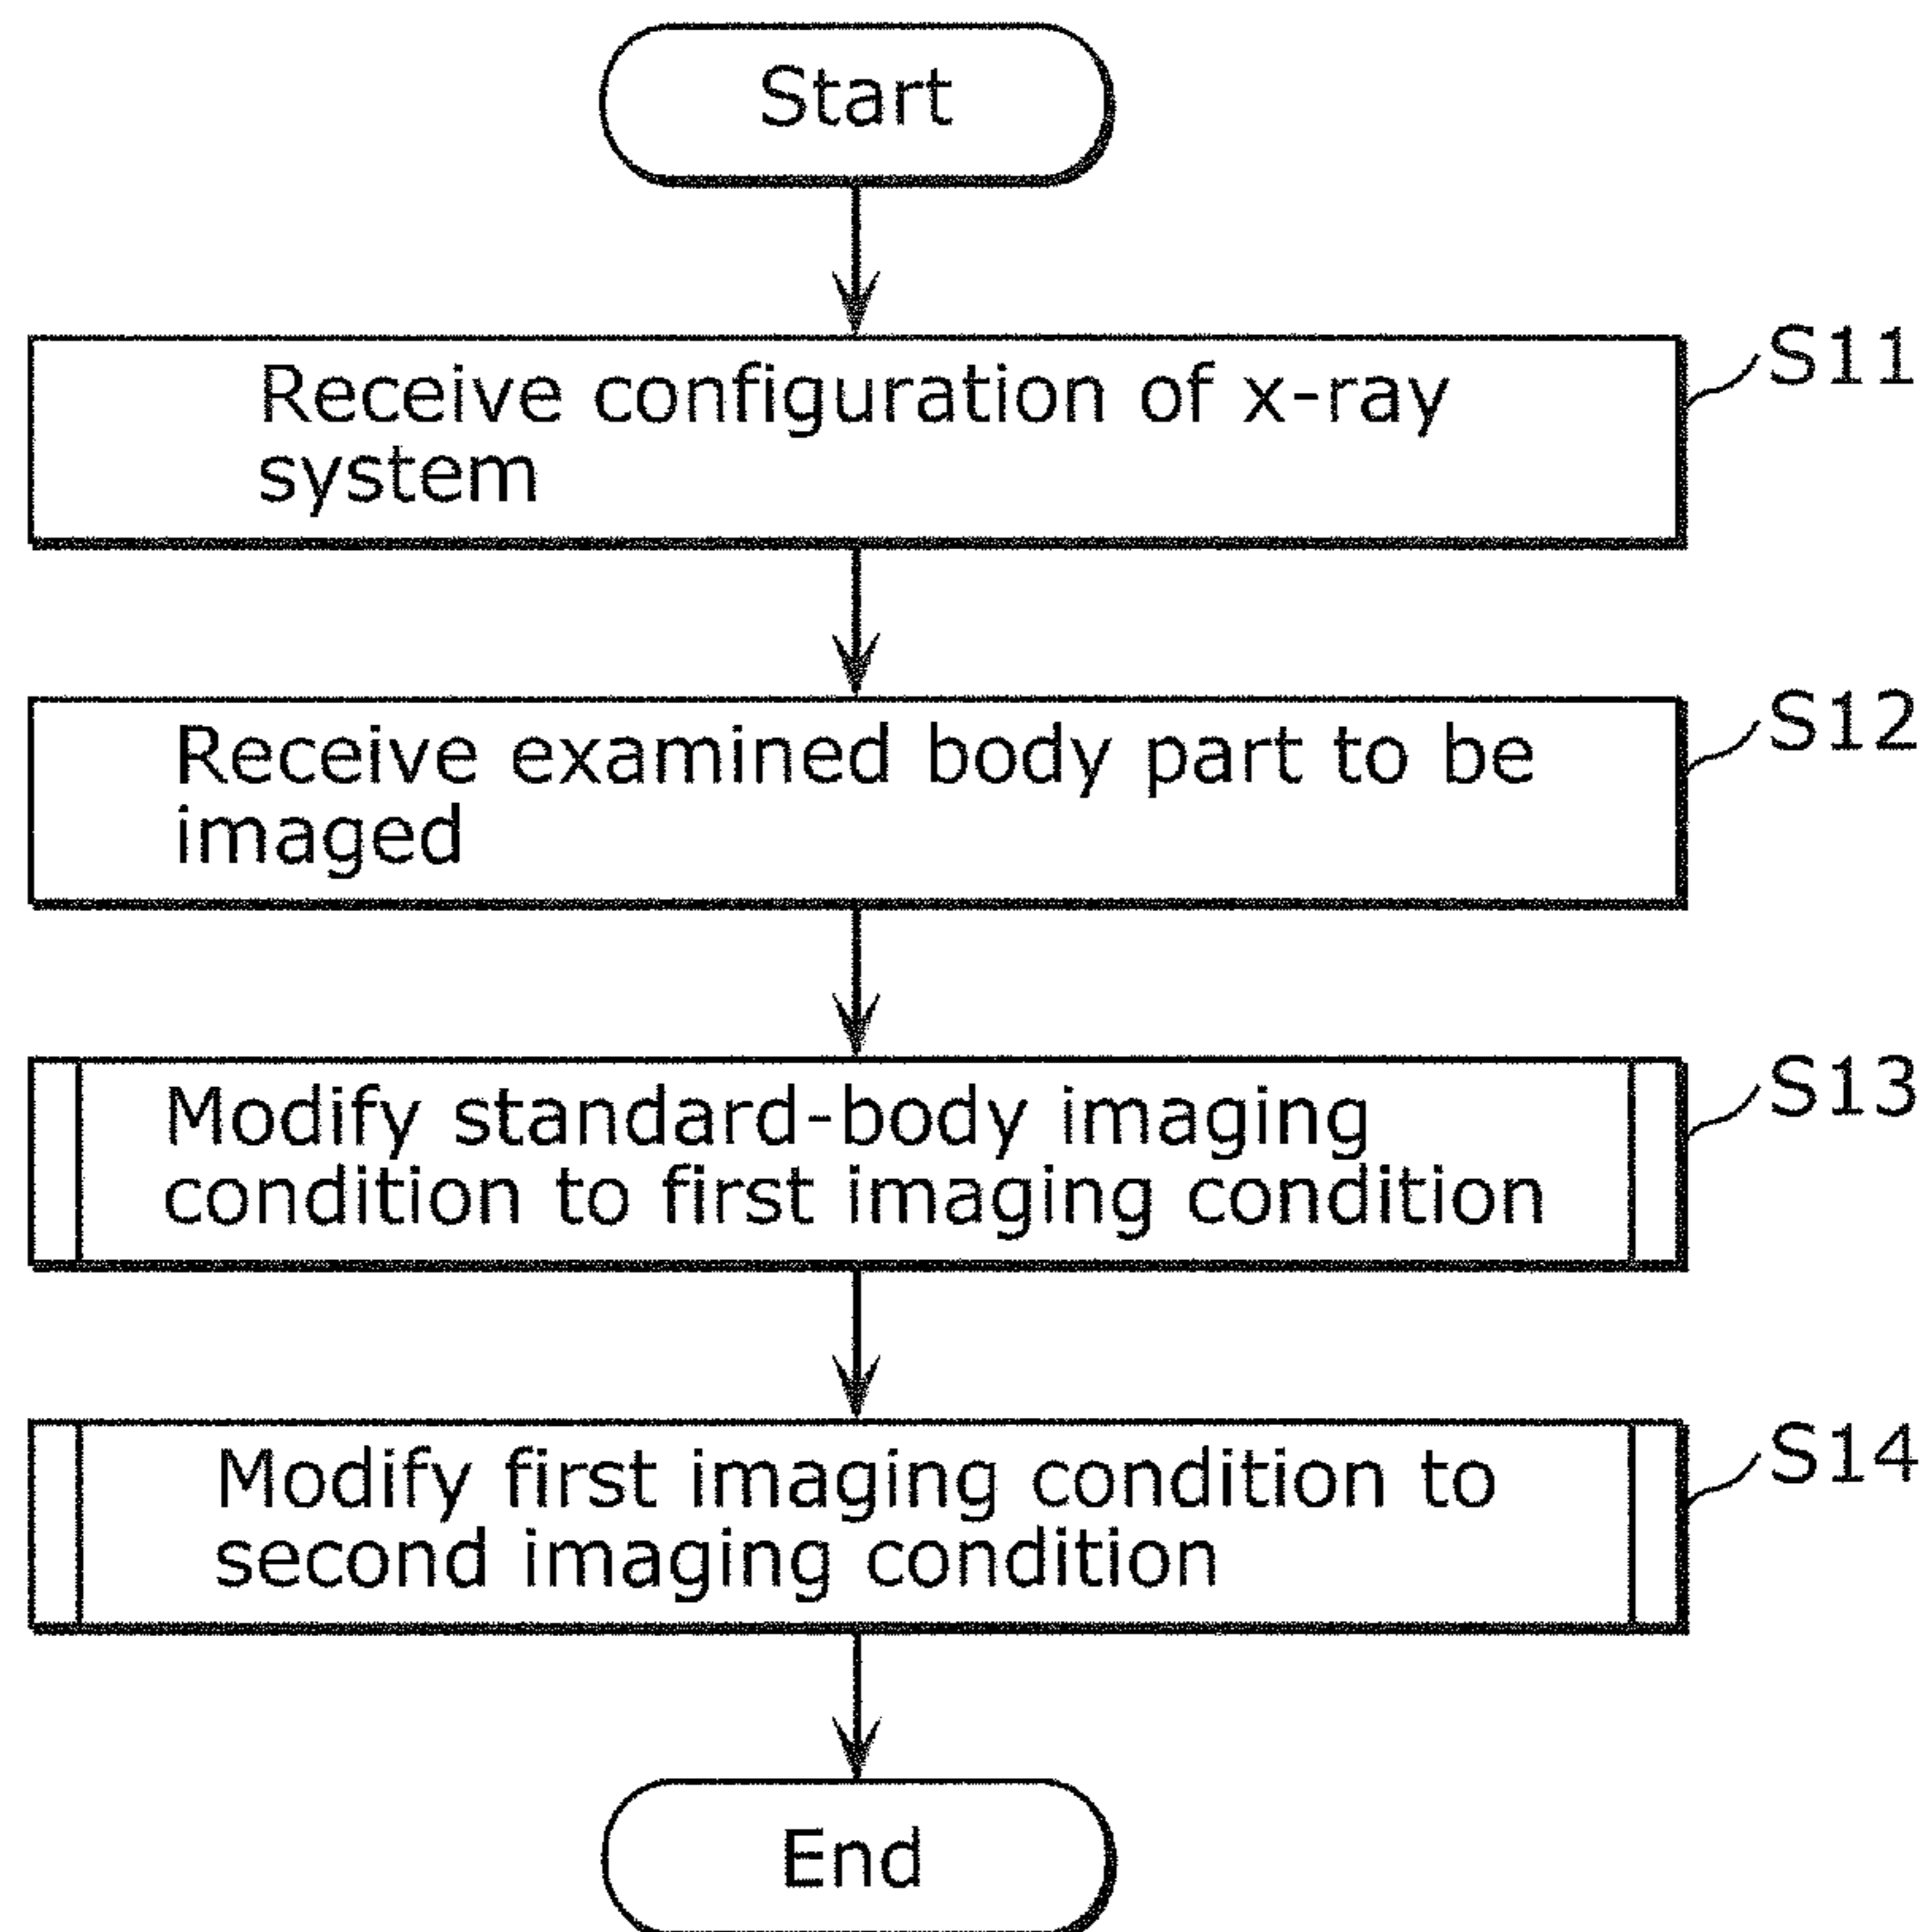 Start
Receive configuration of x-ray
system
S11
Receive examined body part to be
imaged
S12
Modify standard-body imaging
condition to first imaging condition
S13
Modify first imaging condition to
second imaging condition
S14
End